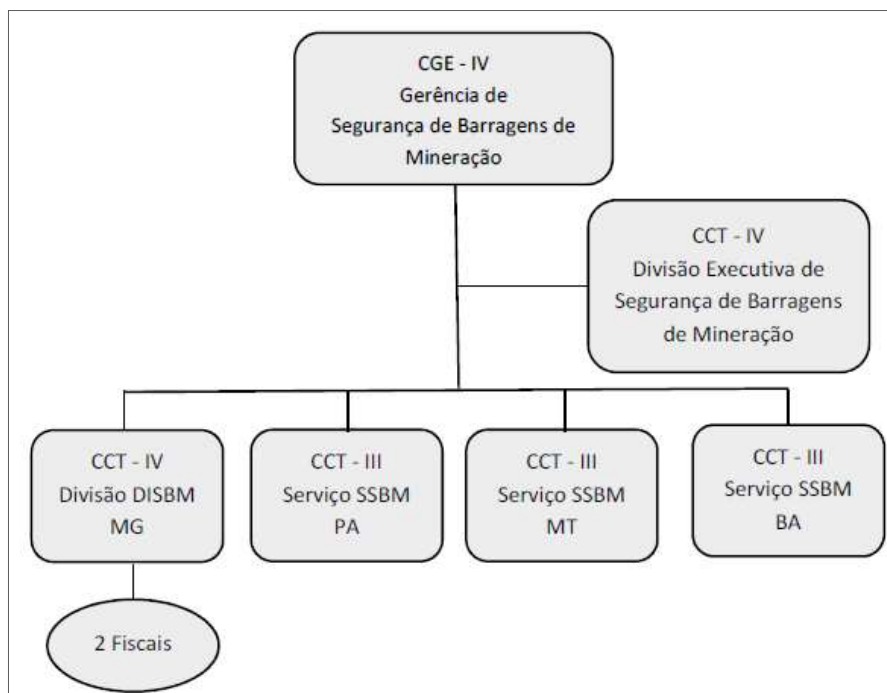 CGE - IV
Gerência de
Segurança de Barragens de
Mineração
CCT - IV
Divisão Executiva de
Segurança de Barragens
de Mineração
CCT - IV
Divisão DISBM
MG
CCT - III
Serviço SSBM
PA
CCT - III
Serviço SSBM
MT
CCT - III
Serviço SSBM
BA
2 Fiscais